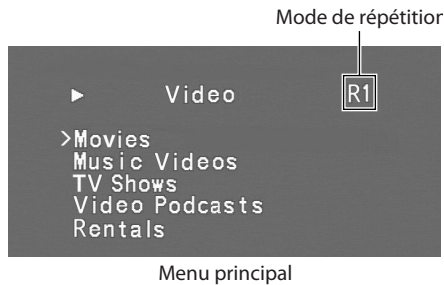 Mode de répétition
► Video R1
>Movies
Music Videos
TV Shows
Video Podcasts
Rentals
Menu principal